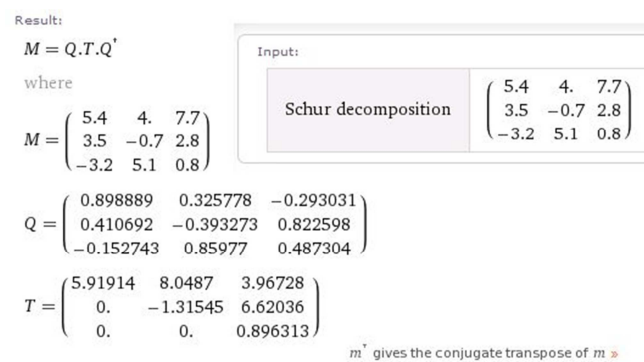 Result:
M = Q.T.Q†
where
M = ( 5.4 4. 7.7
3.5 −0.7 2.8
−3.2 5.1 0.8 )
Q = ( 0.898889 0.325778 −0.293031
0.410692 −0.393273 0.822598
−0.152743 0.85977 0.487304 )
T = ( 5.91914 8.0487 3.96728
0. −1.31545 6.62036
0. 0. 0.896313 )
Input:
Schur decomposition ( 5.4 4. 7.7
3.5 −0.7 2.8
−3.2 5.1 0.8 )
m† gives the conjugate transpose of m »